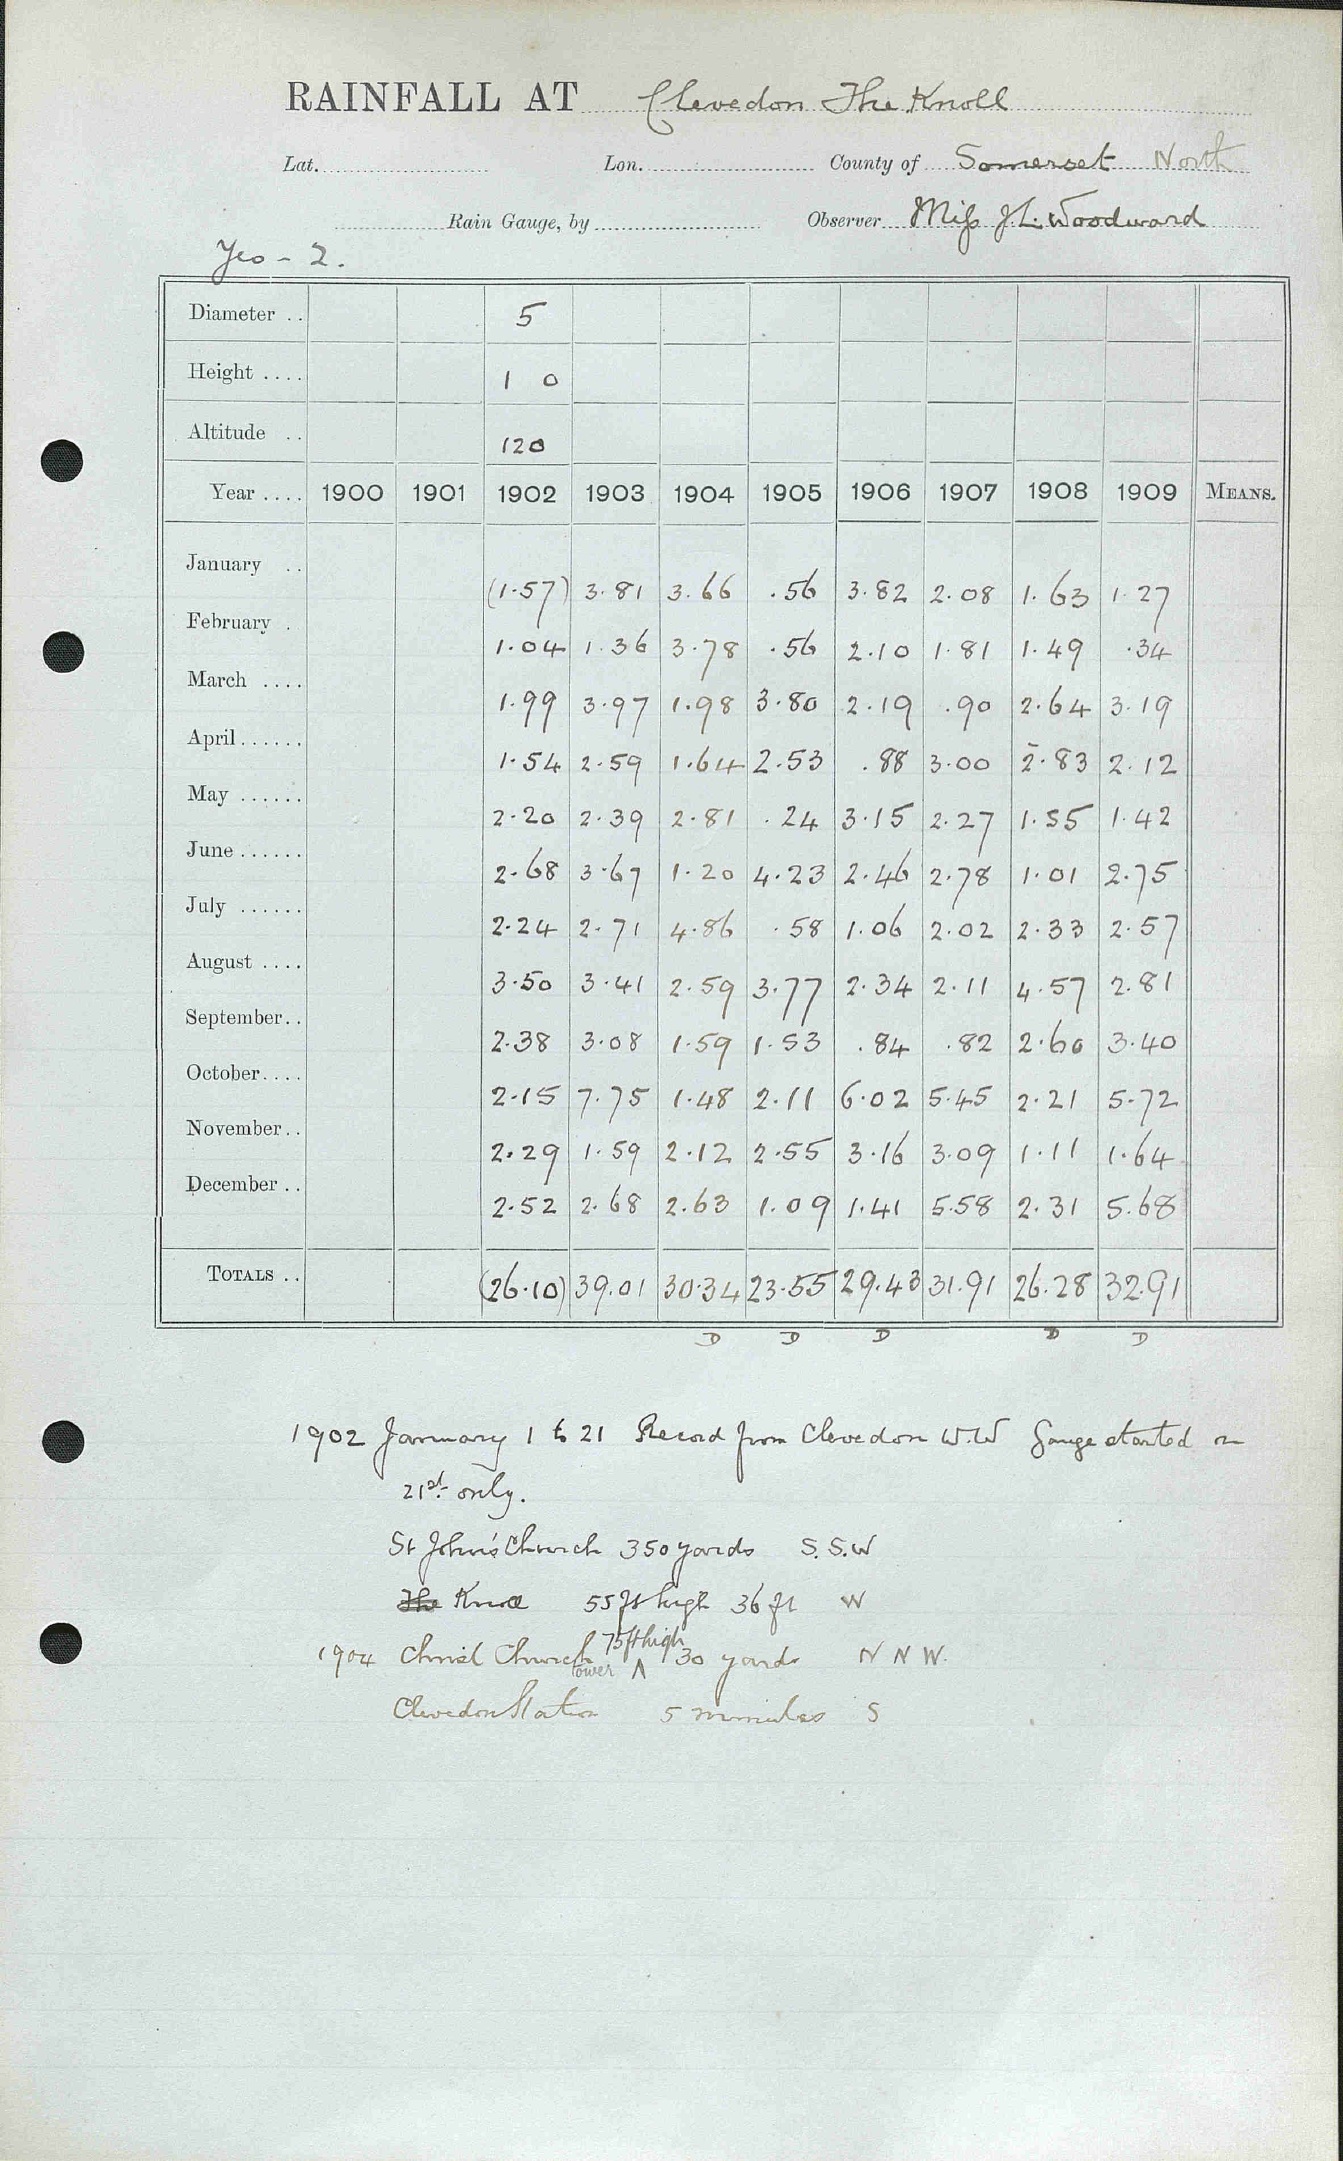 RAINFALL AT Clevedon The Knoll
Lat. Lon. County of Somerset North
Rain Gauge, by Observer Miss J. L. Woodward
Yeo - 2.
Diameter .. 5
Height .... 1 0
Altitude .. 120
Year .... 1900 1901 1902 1903 1904 1905 1906 1907 1908 1909 MEANS.
January .. (1.57) 3.81 3.66 .56 3.82 2.08 1.63 1.27
February . 1.04 1.36 3.78 .56 2.10 1.81 1.49 .34
March .... 1.99 3.97 1.98 3.80 2.19 .90 2.64 3.19
April ...... 1.54 2.59 1.64 2.53 .88 3.00 2.83 2.12
May ...... 2.20 2.39 2.81 .24 3.15 2.27 1.55 1.42
June ...... 2.68 3.67 1.20 4.23 2.46 2.78 1.01 2.75
July ...... 2.24 2.71 4.86 .58 1.06 2.02 2.33 2.57
August .... 3.50 3.41 2.59 3.77 2.34 2.11 4.57 2.81
September.. 2.38 3.08 1.59 1.53 .84 .82 2.60 3.40
October.... 2.15 7.75 1.48 2.11 6.02 5.45 2.21 5.72
November.. 2.29 1.59 2.12 2.55 3.16 3.09 1.11 1.64
December .. 2.52 2.68 2.63 1.09 1.41 5.58 2.31 5.68
TOTALS .. (26.10) 39.01 30.34 23.55 29.43 31.91 26.28 32.91
D D D D D
1902 January 1 to 21 Record from Clevedon W.W Gauge started on
21st only.
St John's Church 350 yards S.S.W
The Knoll 55 ft high 36 ft W
1904 Christ Church tower 75 ft high 30 yards N N W.
Clevedon Station 5 minutes S